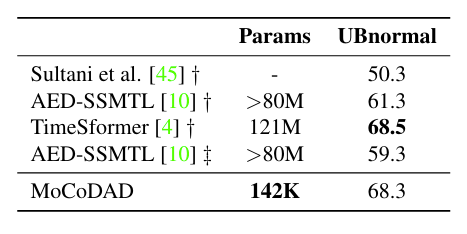 Params UBnormal
Sultani et al. [45] † - 50.3
AED-SSMTL [10] † >80M 61.3
TimeSformer [4] † 121M 68.5
AED-SSMTL [10] ‡ >80M 59.3
MoCoDAD 142K 68.3